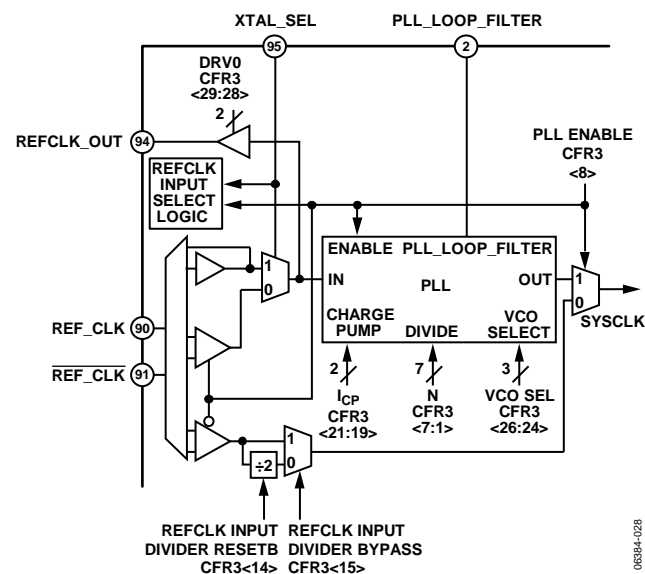 XTAL_SEL PLL_LOOP_FILTER
95
2
DRV0
CFR3
<29:28>
2
REFCLK_OUT 94
PLL ENABLE
CFR3
<8>
REFCLK
INPUT
SELECT
LOGIC
ENABLE PLL_LOOP_FILTER
1
0
IN
PLL
OUT
1
0
SYSCLK
CHARGE
PUMP
DIVIDE
VCO
SELECT
REF_CLK 90
REF_CLK 91
2
7
3
ICP
CFR3
<21:19>
N
CFR3
<7:1>
VCO SEL
CFR3
<26:24>
1
0
÷2
REFCLK INPUT
DIVIDER RESETB
CFR3<14>
REFCLK INPUT
DIVIDER BYPASS
CFR3<15>
06384-028